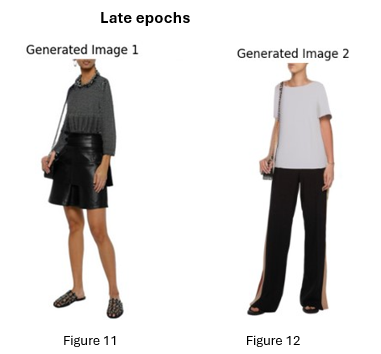 Late epochs
Generated Image 1
Generated Image 2
Figure 11
Figure 12